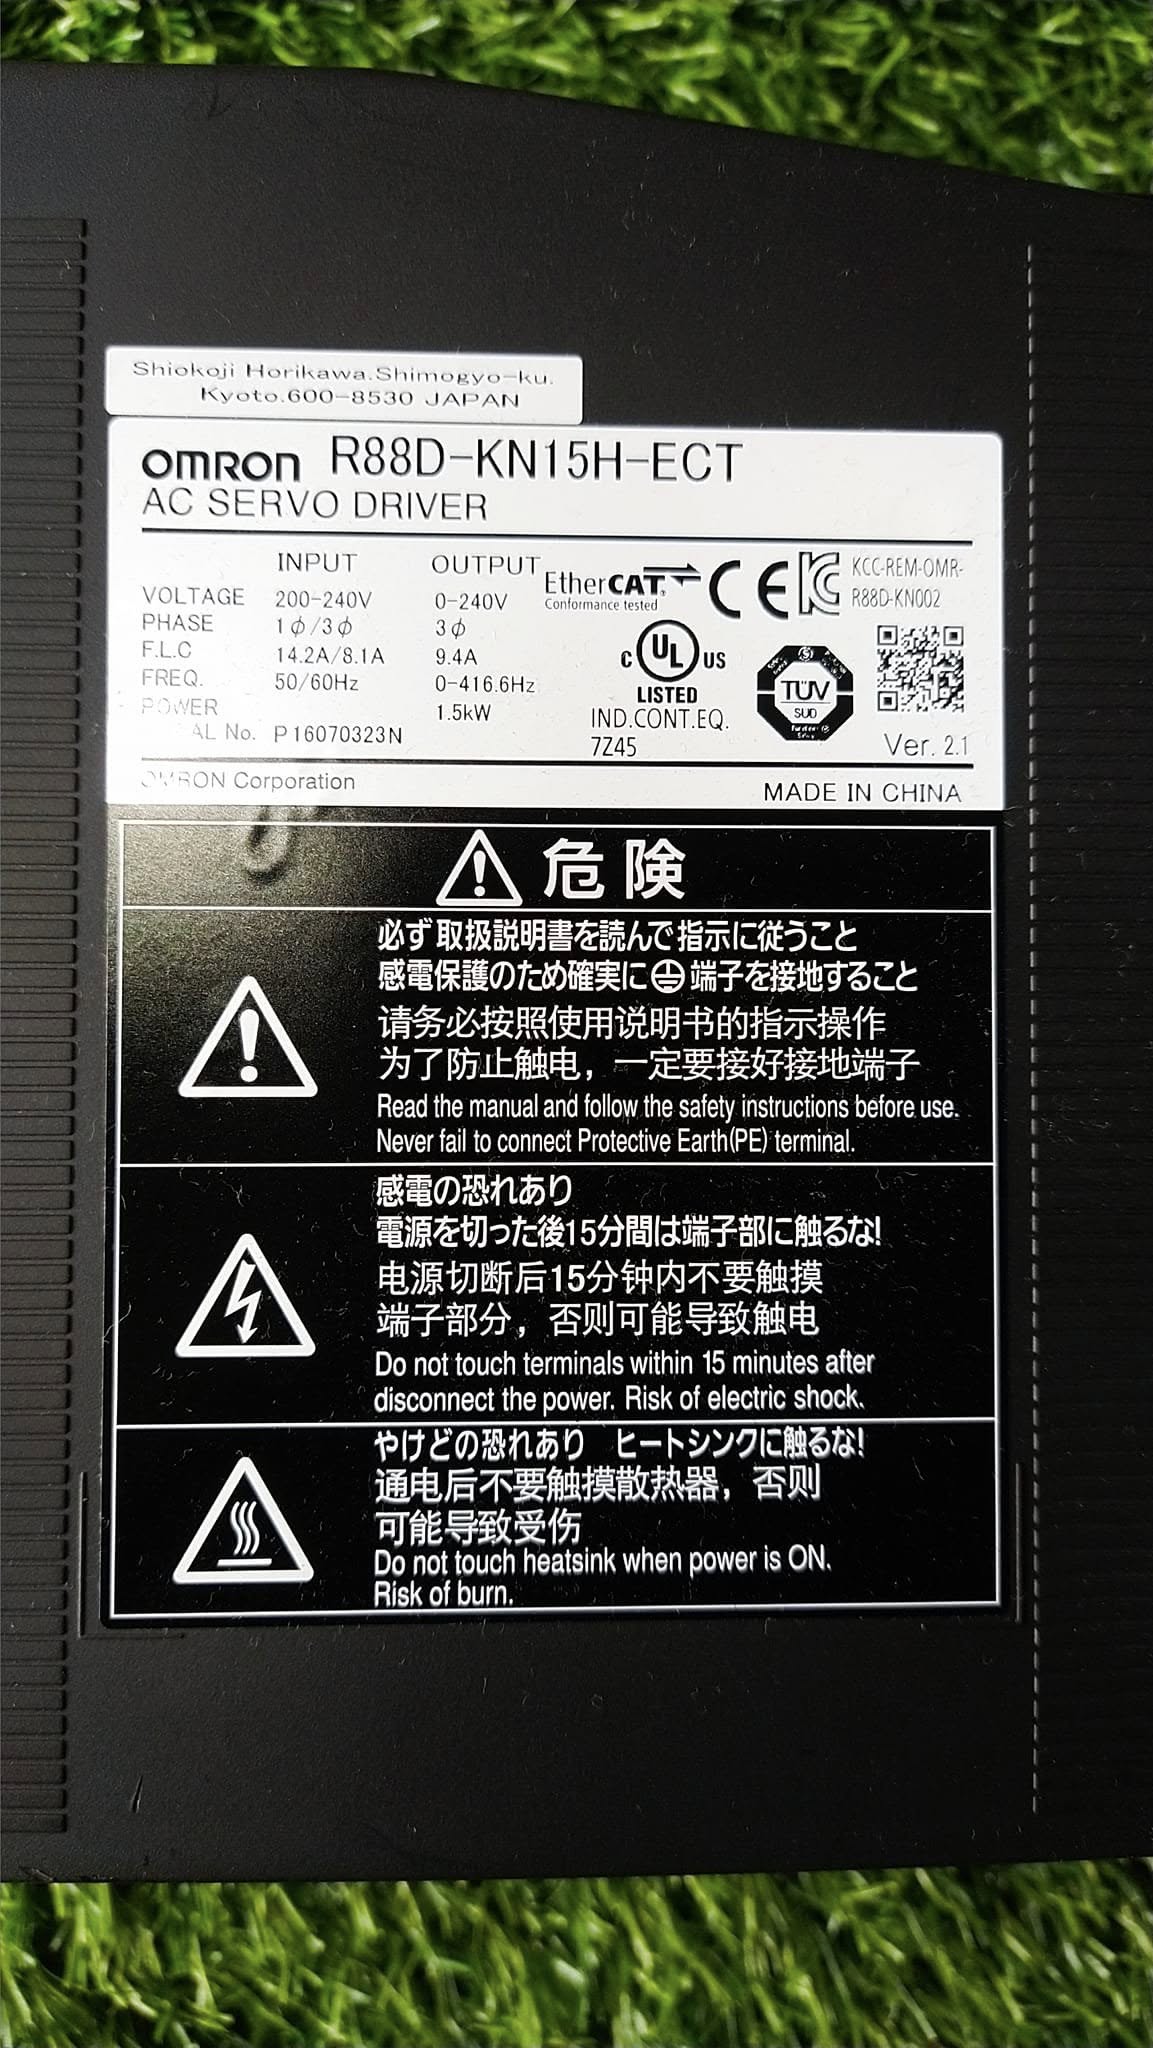 Shiokoji Horikawa.Shimogyo-ku.
Kyoto.600-8530 JAPAN
OMRON R88D-KN15H-ECT
AC SERVO DRIVER
INPUT OUTPUT
VOLTAGE 200-240V 0-240V
PHASE 1ϕ/3ϕ 3ϕ
F.L.C 14.2A/8.1A 9.4A
FREQ. 50/60Hz 0-416.6Hz
POWER 1.5kW
AL No. P16070323N
EtherCAT®
Conformance tested
CE
KC
KCC-REM-OMR-
R88D-KN002
C UL US
LISTED
IND.CONT.EQ.
7Z45
TÜV
SUD
Ver. 2.1
OMRON Corporation
MADE IN CHINA
危険
必ず取扱説明書を読んで指示に従うこと
感電保護のため確実に⏚端子を接地すること
请务必按照使用说明书的指示操作
为了防止触电，一定要接好接地端子
Read the manual and follow the safety instructions before use.
Never fail to connect Protective Earth(PE) terminal.
感電の恐れあり
電源を切った後15分間は端子部に触るな!
电源切断后15分钟内不要触摸
端子部分，否则可能导致触电
Do not touch terminals within 15 minutes after
disconnect the power. Risk of electric shock.
やけどの恐れあり ヒートシンクに触るな!
通电后不要触摸散热器，否则
可能导致受伤
Do not touch heatsink when power is ON.
Risk of burn.